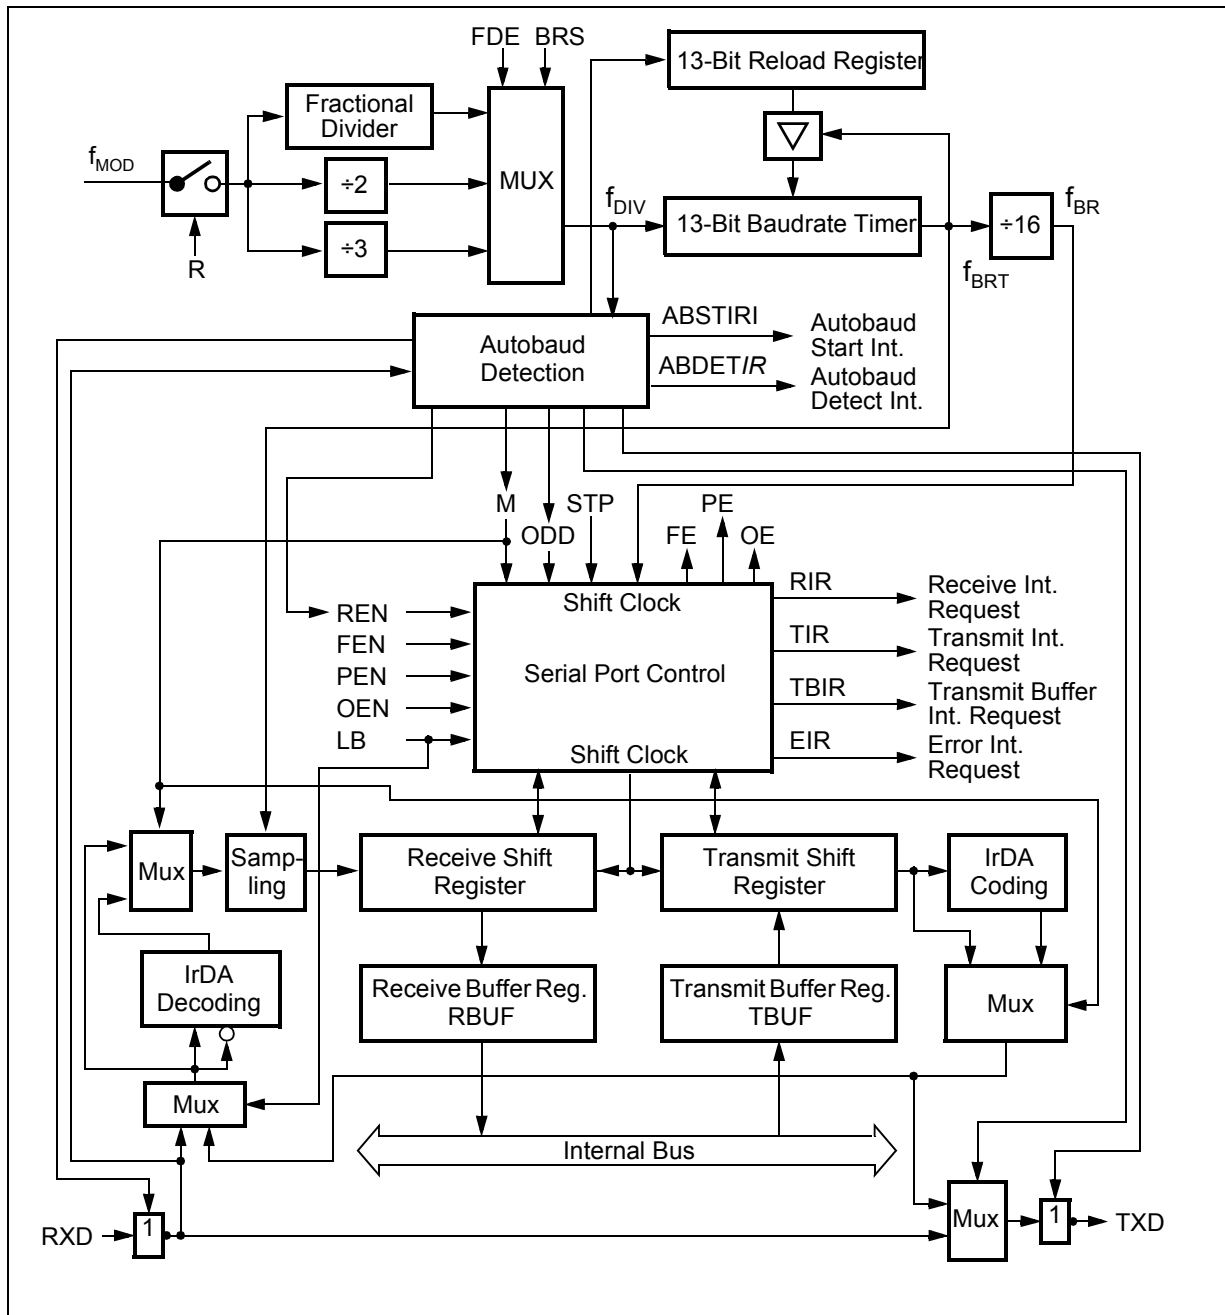 FDE BRS
13-Bit Reload Register
Fractional
Divider
fMOD
÷2
MUX
fDIV
13-Bit Baudrate Timer
÷16
fBR
÷3
R
fBRT
ABSTIRI
Autobaud
Start Int.
Autobaud
Detection
ABDETIR
Autobaud
Detect Int.
M
STP
PE
ODD
FE
OE
Shift Clock
RIR
Receive Int.
Request
REN
FEN
TIR
Transmit Int.
Request
PEN
Serial Port Control
OEN
TBIR
Transmit Buffer
Int. Request
LB
Shift Clock
EIR
Error Int.
Request
Mux
Samp-
ling
Receive Shift
Register
Transmit Shift
Register
IrDA
Coding
IrDA
Decoding
Receive Buffer Reg.
RBUF
Transmit Buffer Reg.
TBUF
Mux
Mux
Internal Bus
RXD
1
Mux
1
TXD